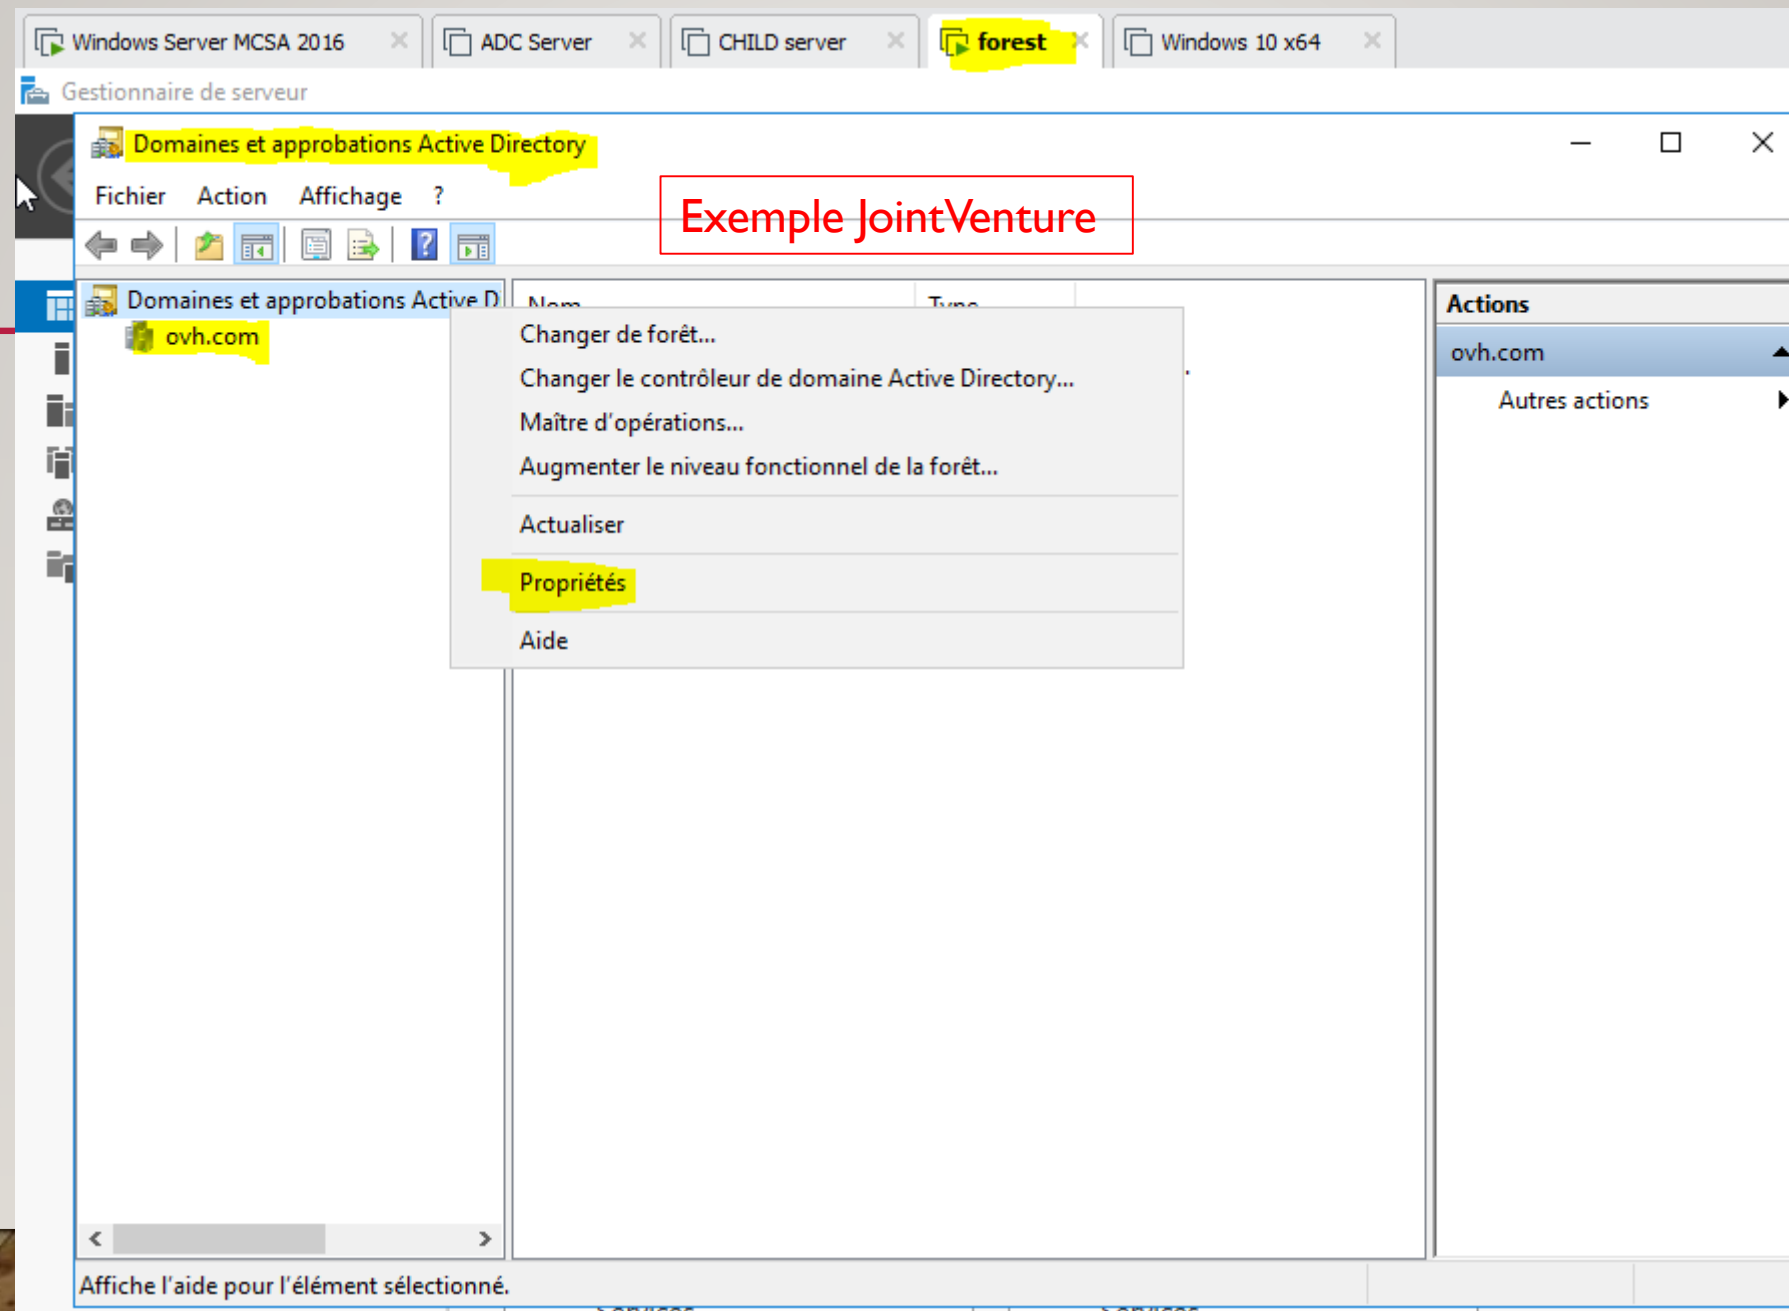 Windows Server MCSA 2016
ADC Server
CHILD server
forest
Windows 10 x64
Gestionnaire de serveur
Domaines et approbations Active Directory
Fichier Action Affichage ?
Exemple JointVenture
Domaines et approbations Active D
ovh.com
Nom
Type
Changer de forêt...
Changer le contrôleur de domaine Active Directory...
Maître d'opérations...
Augmenter le niveau fonctionnel de la forêt...
Actualiser
Propriétés
Aide
Actions
ovh.com
Autres actions
Affiche l'aide pour l'élément sélectionné.
Services
Services